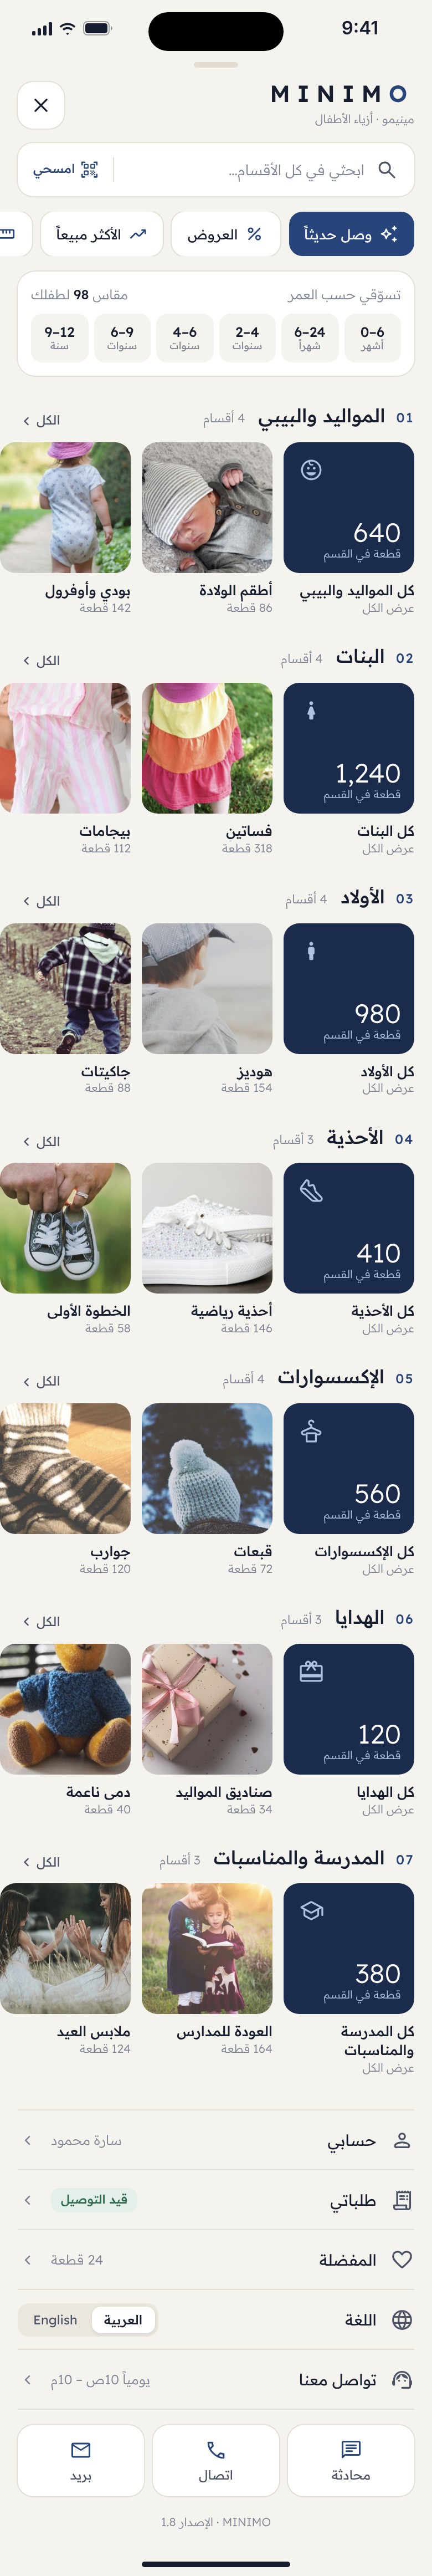 9:41
MINIMO
مينيمو · أزياء الأطفال
ابحثي في كل الأقسام...
امسحي
وصل حديثاً
العروض
الأكثر مبيعاً
تسوّقي حسب العمر
مقاس 98 لطفلك
0–6 أشهر
6–24 شهراً
2–4 سنوات
4–6 سنوات
6–9 سنوات
9–12 سنة
01 المواليد والبيبي 4 أقسام
الكل
640
قطعة في القسم
كل المواليد والبيبي
عرض الكل
أطقم الولادة
86 قطعة
بودي وأوفرول
142 قطعة
02 البنات 4 أقسام
الكل
1,240
قطعة في القسم
كل البنات
عرض الكل
فساتين
318 قطعة
بيجامات
112 قطعة
03 الأولاد 4 أقسام
الكل
980
قطعة في القسم
كل الأولاد
عرض الكل
هوديز
154 قطعة
جاكيتات
88 قطعة
04 الأحذية 3 أقسام
الكل
410
قطعة في القسم
كل الأحذية
عرض الكل
أحذية رياضية
146 قطعة
الخطوة الأولى
58 قطعة
05 الإكسسوارات 4 أقسام
الكل
560
قطعة في القسم
كل الإكسسوارات
عرض الكل
قبعات
72 قطعة
جوارب
120 قطعة
06 الهدايا 3 أقسام
الكل
120
قطعة في القسم
كل الهدايا
عرض الكل
صناديق المواليد
34 قطعة
دمى ناعمة
40 قطعة
07 المدرسة والمناسبات 3 أقسام
الكل
380
قطعة في القسم
كل المدرسة
والمناسبات
عرض الكل
العودة للمدارس
164 قطعة
ملابس العيد
124 قطعة
حسابي
سارة محمود
طلباتي
قيد التوصيل
المفضلة
24 قطعة
اللغة
العربية
English
تواصل معنا
يومياً 10ص – 10م
محادثة
اتصال
بريد
MINIMO · الإصدار 1.8